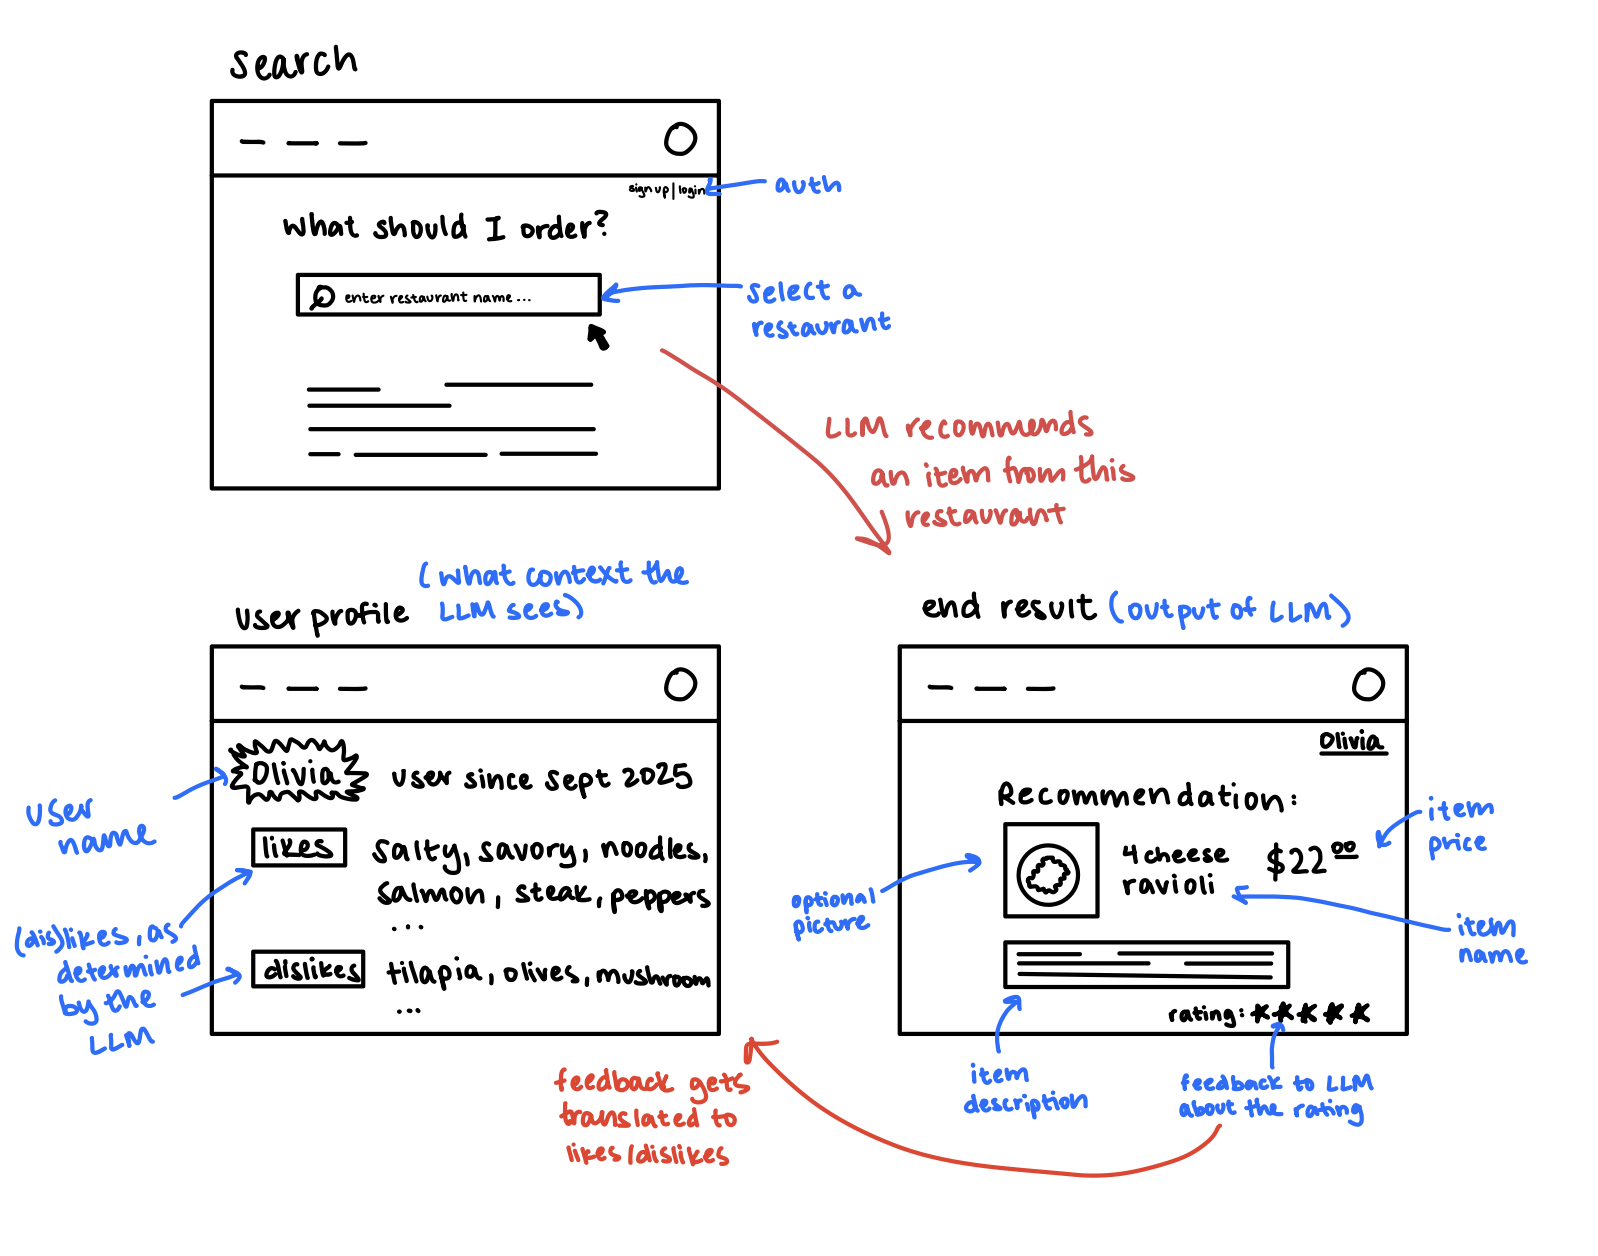 search
sign up | login
auth
What should I order?
enter restaurant name ...
select a
restaurant
LLM recommends
an item from this
restaurant
user profile
(what context the
LLM sees)
Olivia
user since sept 2025
user
name
likes
salty, savory, noodles,
salmon, steak, peppers
...
(dis)likes, as
determined
by the
LLM
dislikes
tilapia, olives, mushroom
...
end result (output of LLM)
Olivia
Recommendation:
4 cheese
ravioli
$22.00
item
price
optional
picture
item
name
rating: ★★★★★
item
description
feedback to LLM
about the rating
feedback gets
translated to
likes/dislikes